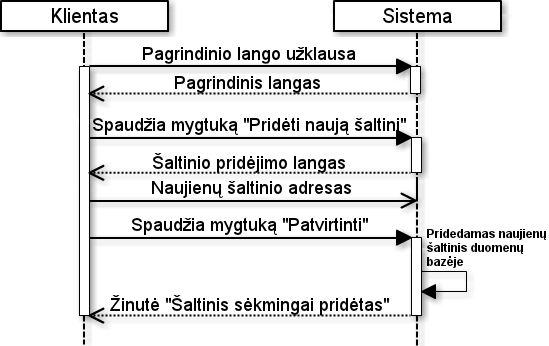 Klientas
Sistema
Pagrindinio lango užklausa
Pagrindinis langas
Spaudžia mygtuką "Pridėti naują šaltinį"
Šaltinio pridėjimo langas
Naujienų šaltinio adresas
Spaudžia mygtuką "Patvirtinti"
Pridedamas naujienų
šaltinis duomenų
bazėje
Žinutė "Šaltinis sėkmingai pridėtas"